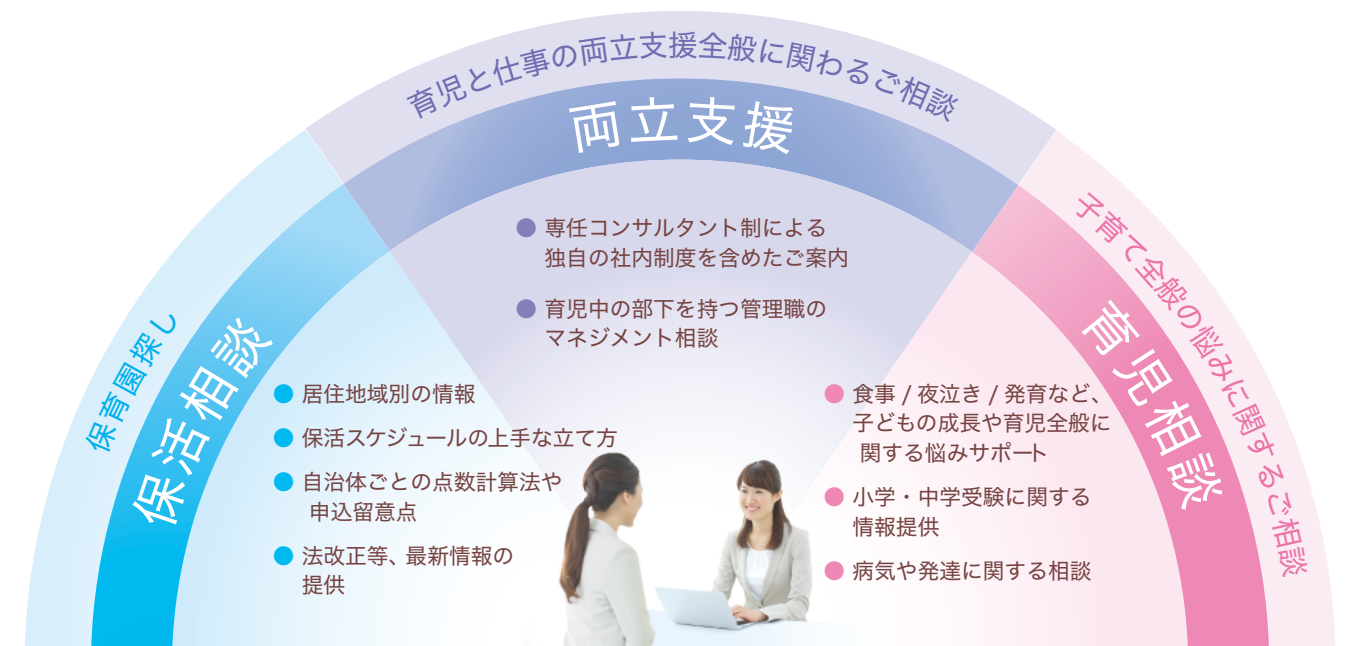 育児と仕事の両立支援全般に関わるご相談
両立支援
● 専任コンサルタント制による
独自の社内制度を含めたご案内
● 育児中の部下を持つ管理職の
マネジメント相談
保育園探し
保活相談
● 居住地域別の情報
● 保活スケジュールの上手な立て方
● 自治体ごとの点数計算法や
申込留意点
● 法改正等、最新情報の
提供
子育て全般の悩みに関するご相談
育児相談
● 食事 / 夜泣き / 発育など、
子どもの成長や育児全般に
関する悩みサポート
● 小学・中学受験に関する
情報提供
● 病気や発達に関する相談